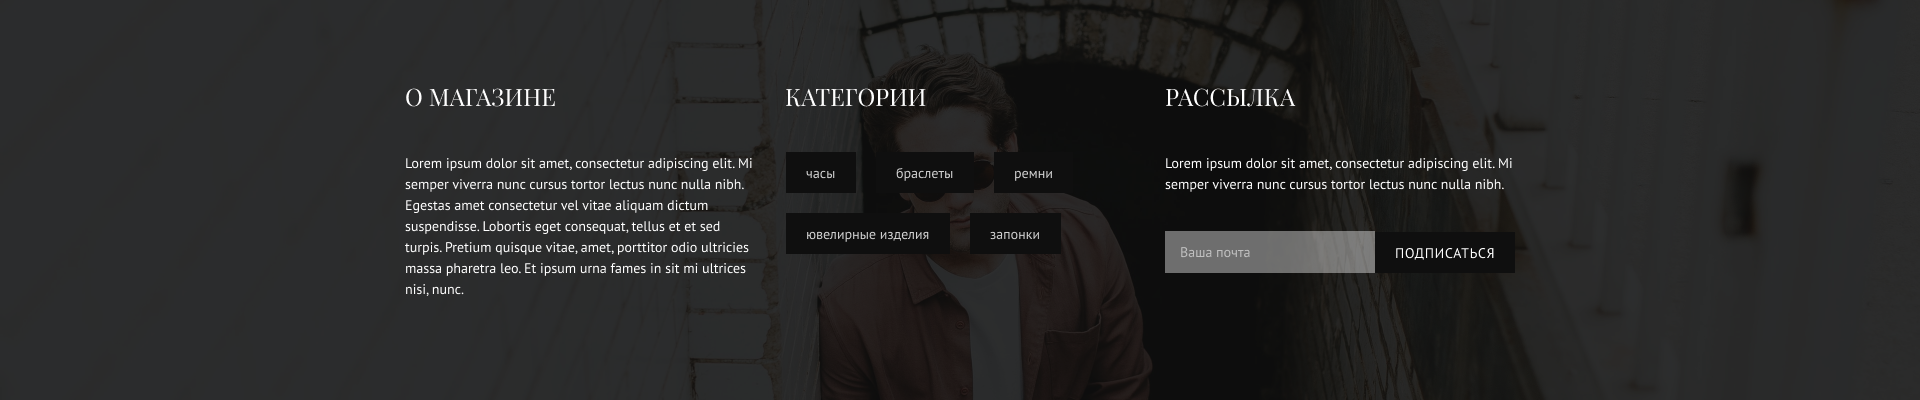 О МАГАЗИНЕ
Lorem ipsum dolor sit amet, consectetur adipiscing elit. Mi
semper viverra nunc cursus tortor lectus nunc nulla nibh.
Egestas amet consectetur vel vitae aliquam dictum
suspendisse. Lobortis eget consequat, tellus et et sed
turpis. Pretium quisque vitae, amet, porttitor odio ultricies
massa pharetra leo. Et ipsum urna fames in sit mi ultrices
nisi, nunc.
КАТЕГОРИИ
часы
браслеты
ремни
ювелирные изделия
запонки
РАССЫЛКА
Lorem ipsum dolor sit amet, consectetur adipiscing elit. Mi
semper viverra nunc cursus tortor lectus nunc nulla nibh.
Ваша почта
ПОДПИСАТЬСЯ